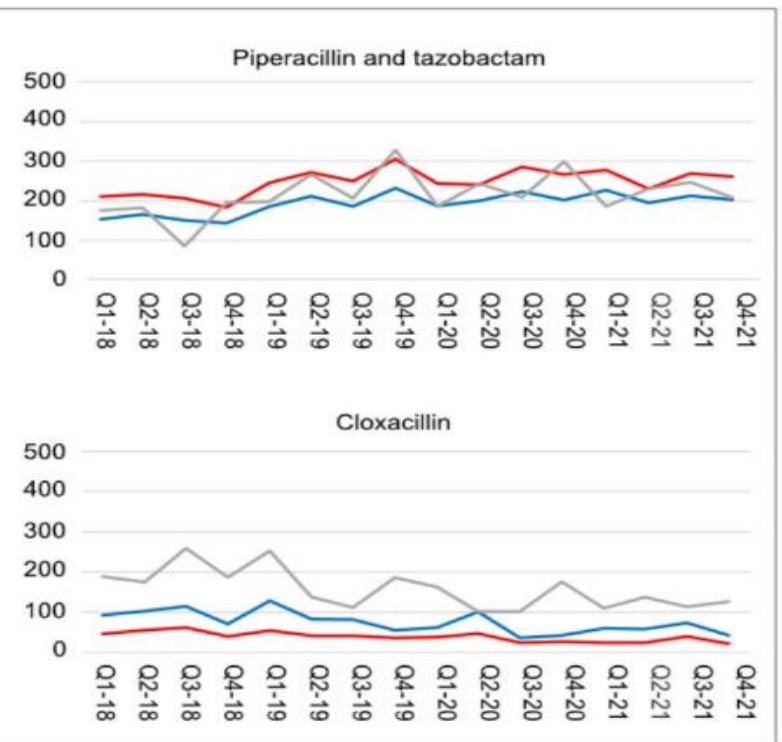 Piperacillin and tazobactam
500
400
300
200
100
0
Q1-18
Q2-18
Q3-18
Q4-18
Q1-19
Q2-19
Q3-19
Q4-19
Q1-20
Q2-20
Q3-20
Q4-20
Q1-21
Q2-21
Q3-21
Q4-21
Cloxacillin
500
400
300
200
100
0
Q1-18
Q2-18
Q3-18
Q4-18
Q1-19
Q2-19
Q3-19
Q4-19
Q1-20
Q2-20
Q3-20
Q4-20
Q1-21
Q2-21
Q3-21
Q4-21